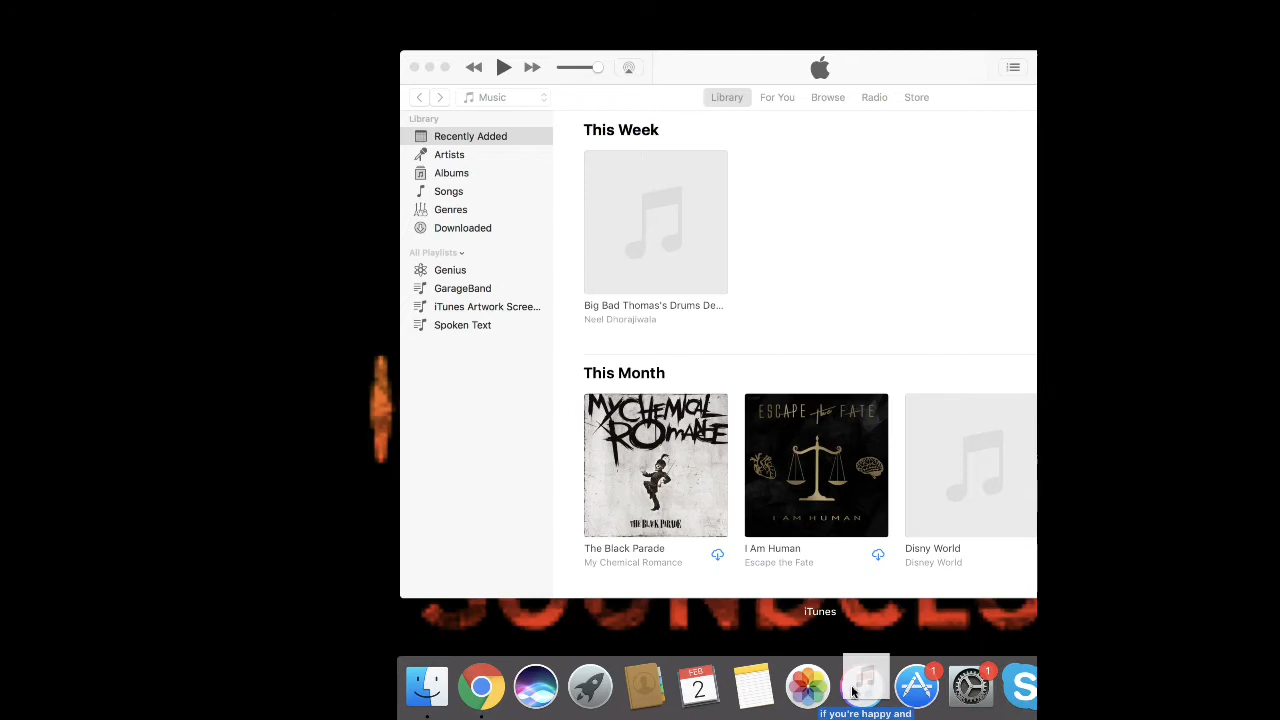 Music
Library
For You
Browse
Radio
Store
Library
Recently Added
Artists
Albums
Songs
Genres
Downloaded
All Playlists
Genius
GarageBand
iTunes Artwork Scree...
Spoken Text
This Week
Big Bad Thomas's Drums De...
Neel Dhorajiwala
This Month
MY CHEMICAL
ROMANCE
THE BLACK PARADE
ESCAPE the FATE
I AM HUMAN
The Black Parade
My Chemical Romance
I Am Human
Escape the Fate
Disny World
Disney World
iTunes
FEB
2
1
1
S
if you're happy and